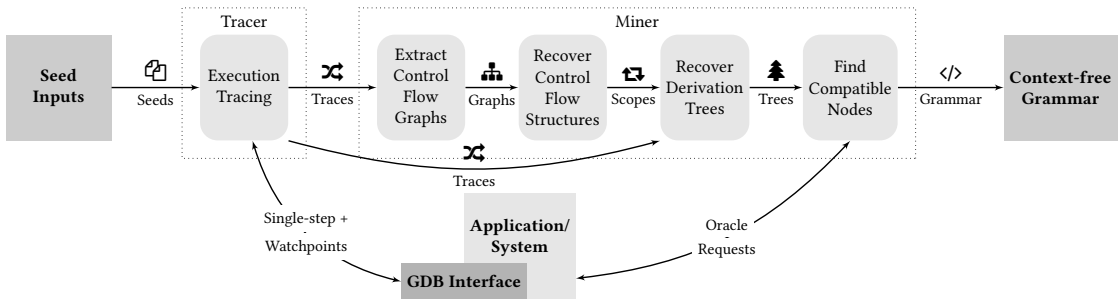 Tracer
Miner
Seed
Inputs
Seeds
Execution
Tracing
Traces
Extract
Control
Flow
Graphs
Graphs
Recover
Control
Flow
Structures
Scopes
Recover
Derivation
Trees
Trees
Find
Compatible
Nodes
Grammar
Context-free
Grammar
Traces
Single-step +
Watchpoints
Application/
System
GDB Interface
Oracle
Requests